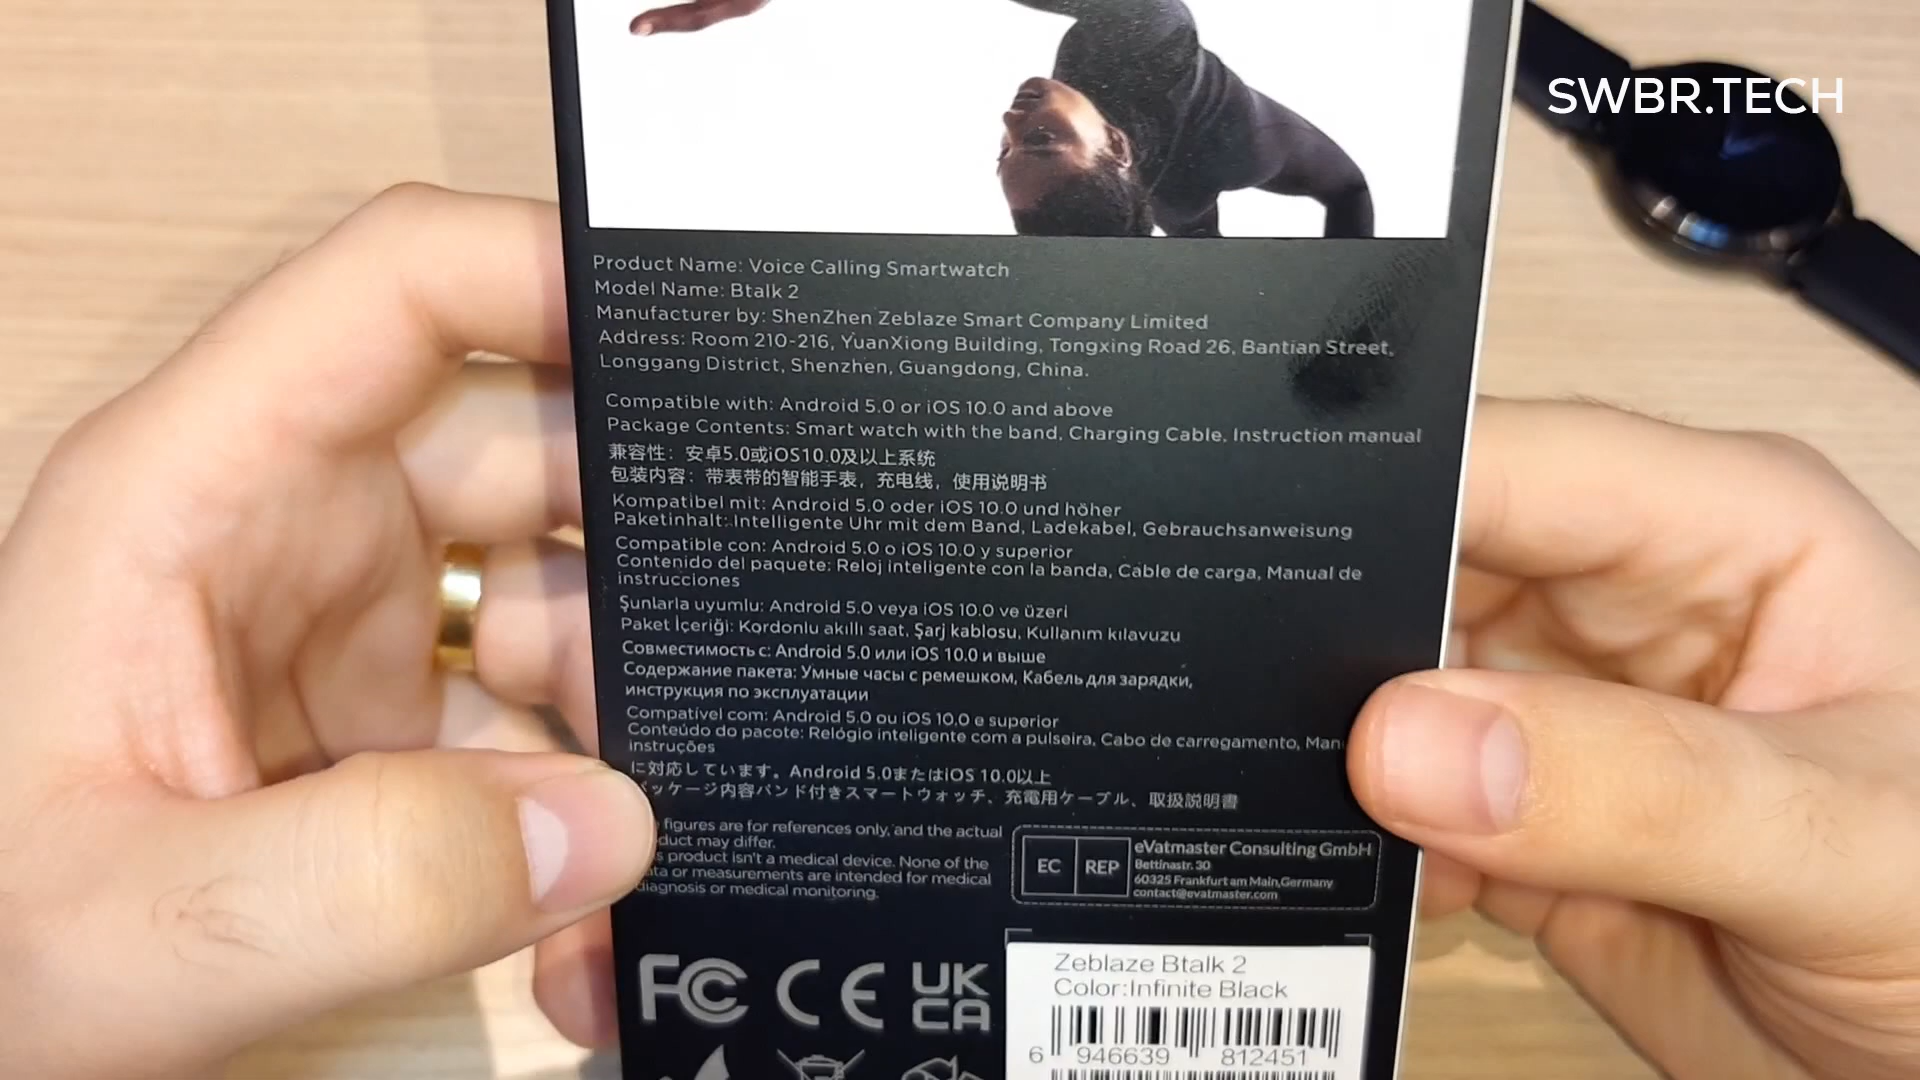 SWBR.TECH
Product Name: Voice Calling Smartwatch
Model Name: Btalk 2
Manufacturer by: ShenZhen Zeblaze Smart Company Limited
Address: Room 210-216, YuanXiong Building, Tongxing Road 26, Bantian Street,
Longgang District, Shenzhen, Guangdong, China.
Compatible with: Android 5.0 or iOS 10.0 and above
Package Contents: Smart watch with the band, Charging Cable, Instruction manual
兼容性：安卓5.0或iOS10.0及以上系统
包装内容：带表带的智能手表，充电线，使用说明书
Kompatibel mit: Android 5.0 oder iOS 10.0 und höher
Paketinhalt: Intelligente Uhr mit dem Band, Ladekabel, Gebrauchsanweisung
Compatible con: Android 5.0 o iOS 10.0 y superior
Contenido del paquete: Reloj inteligente con la banda, Cable de carga, Manual de
instrucciones
Şunlarla uyumlu: Android 5.0 veya iOS 10.0 ve üzeri
Paket İçeriği: Kordonlu akıllı saat, Şarj kablosu, Kullanım kılavuzu
Совместимость с: Android 5.0 или iOS 10.0 и выше
Содержание пакета: Умные часы с ремешком, Кабель для зарядки,
инструкция по эксплуатации
Compatível com: Android 5.0 ou iOS 10.0 e superior
Conteúdo do pacote: Relógio inteligente com a pulseira, Cabo de carregamento,
instruções
に対応しています。Android 5.0またはiOS 10.0以上
ッケージ内容バンド付きスマートウォッチ、充電用ケーブル、取扱説明書
figures are for references only, and the actual
may differ.
product isn't a medical device. None of the
or measurements are intended for medical
diagnosis or medical monitoring.
EC REP
eVatmaster Consulting GmbH
Bettinastr. 30
60325 Frankfurt am Main,Germany
contact@evatmaster.com
FC CE UK
CA
Zeblaze Btalk 2
Color:Infinite Black
6 946639 812451